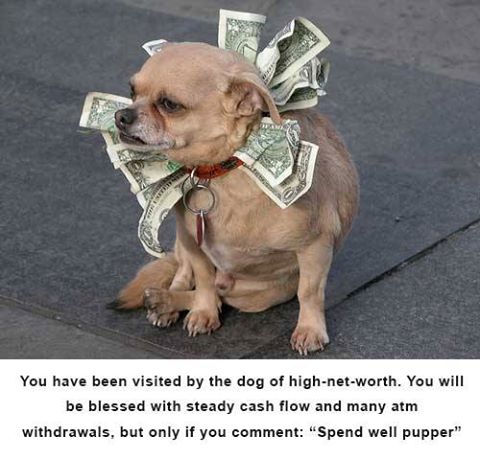 You have been visited by the dog of high-net-worth. You will
be blessed with steady cash flow and many atm
withdrawals, but only if you comment: “Spend well pupper”